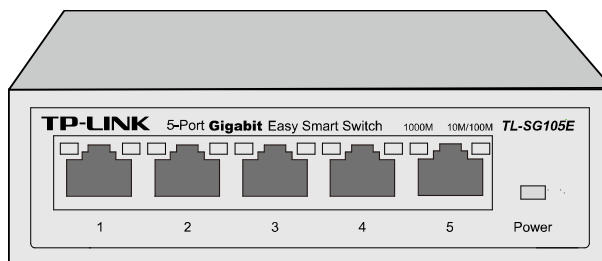 TP-LINK 5-Port Gigabit Easy Smart Switch 1000M 10M/100M TL-SG105E
1 2 3 4 5 Power